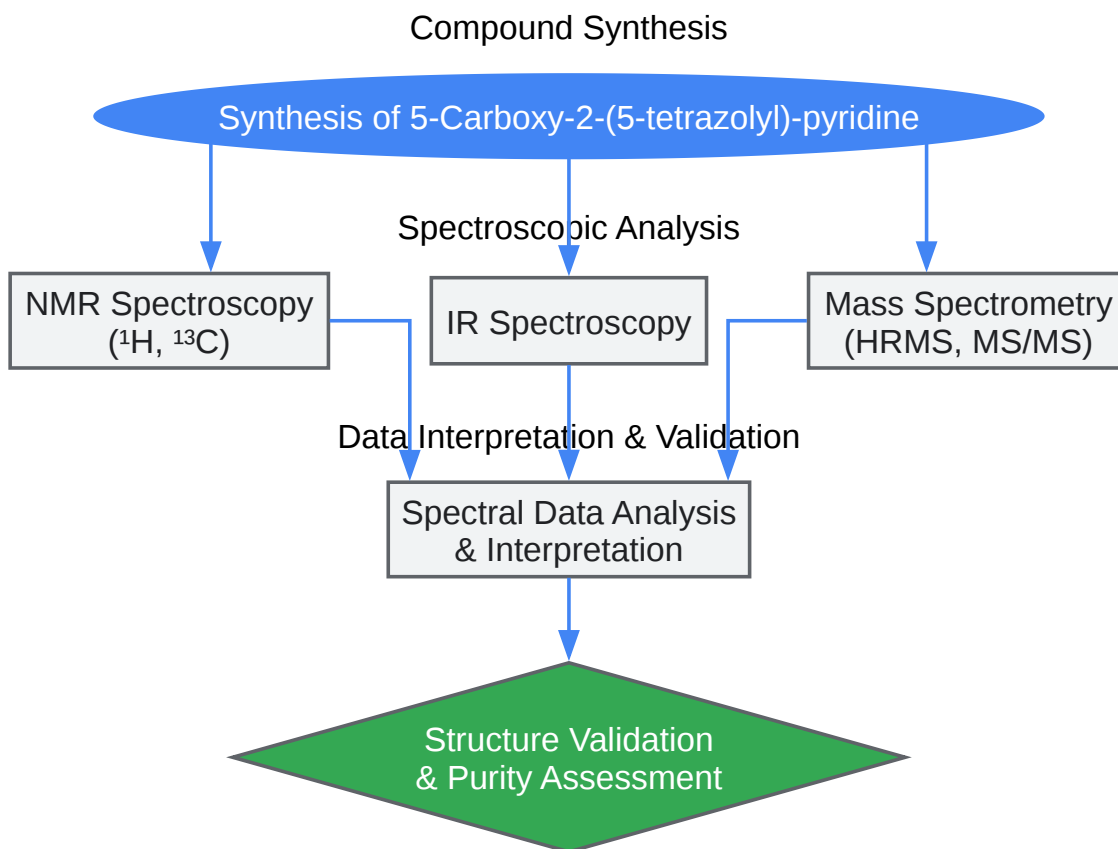 Compound Synthesis
Synthesis of 5-Carboxy-2-(5-tetrazolyl)-pyridine
Spectroscopic Analysis
NMR Spectroscopy
(¹H, ¹³C)
IR Spectroscopy
Mass Spectrometry
(HRMS, MS/MS)
Data Interpretation & Validation
Spectral Data Analysis
& Interpretation
Structure Validation
& Purity Assessment